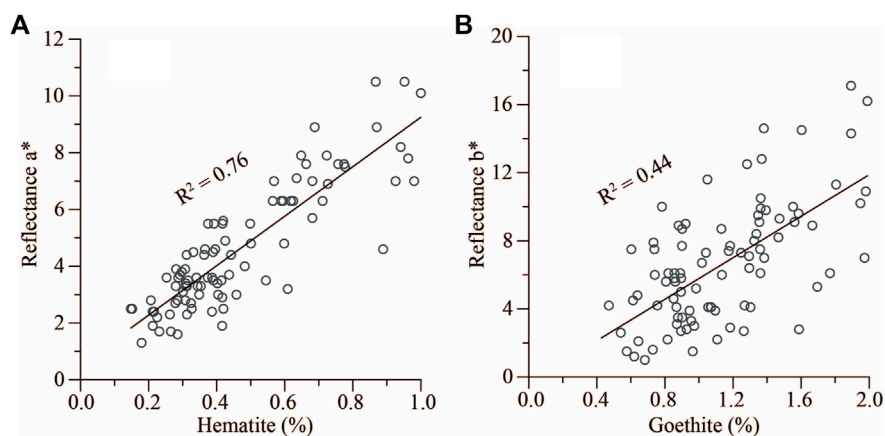 A
12
10
8
6
4
2
0
Reflectance a*
R² = 0.76
0.0 0.2 0.4 0.6 0.8 1.0
Hematite (%)
B
20
16
12
8
4
0
Reflectance b*
R² = 0.44
0.0 0.4 0.8 1.2 1.6 2.0
Goethite (%)